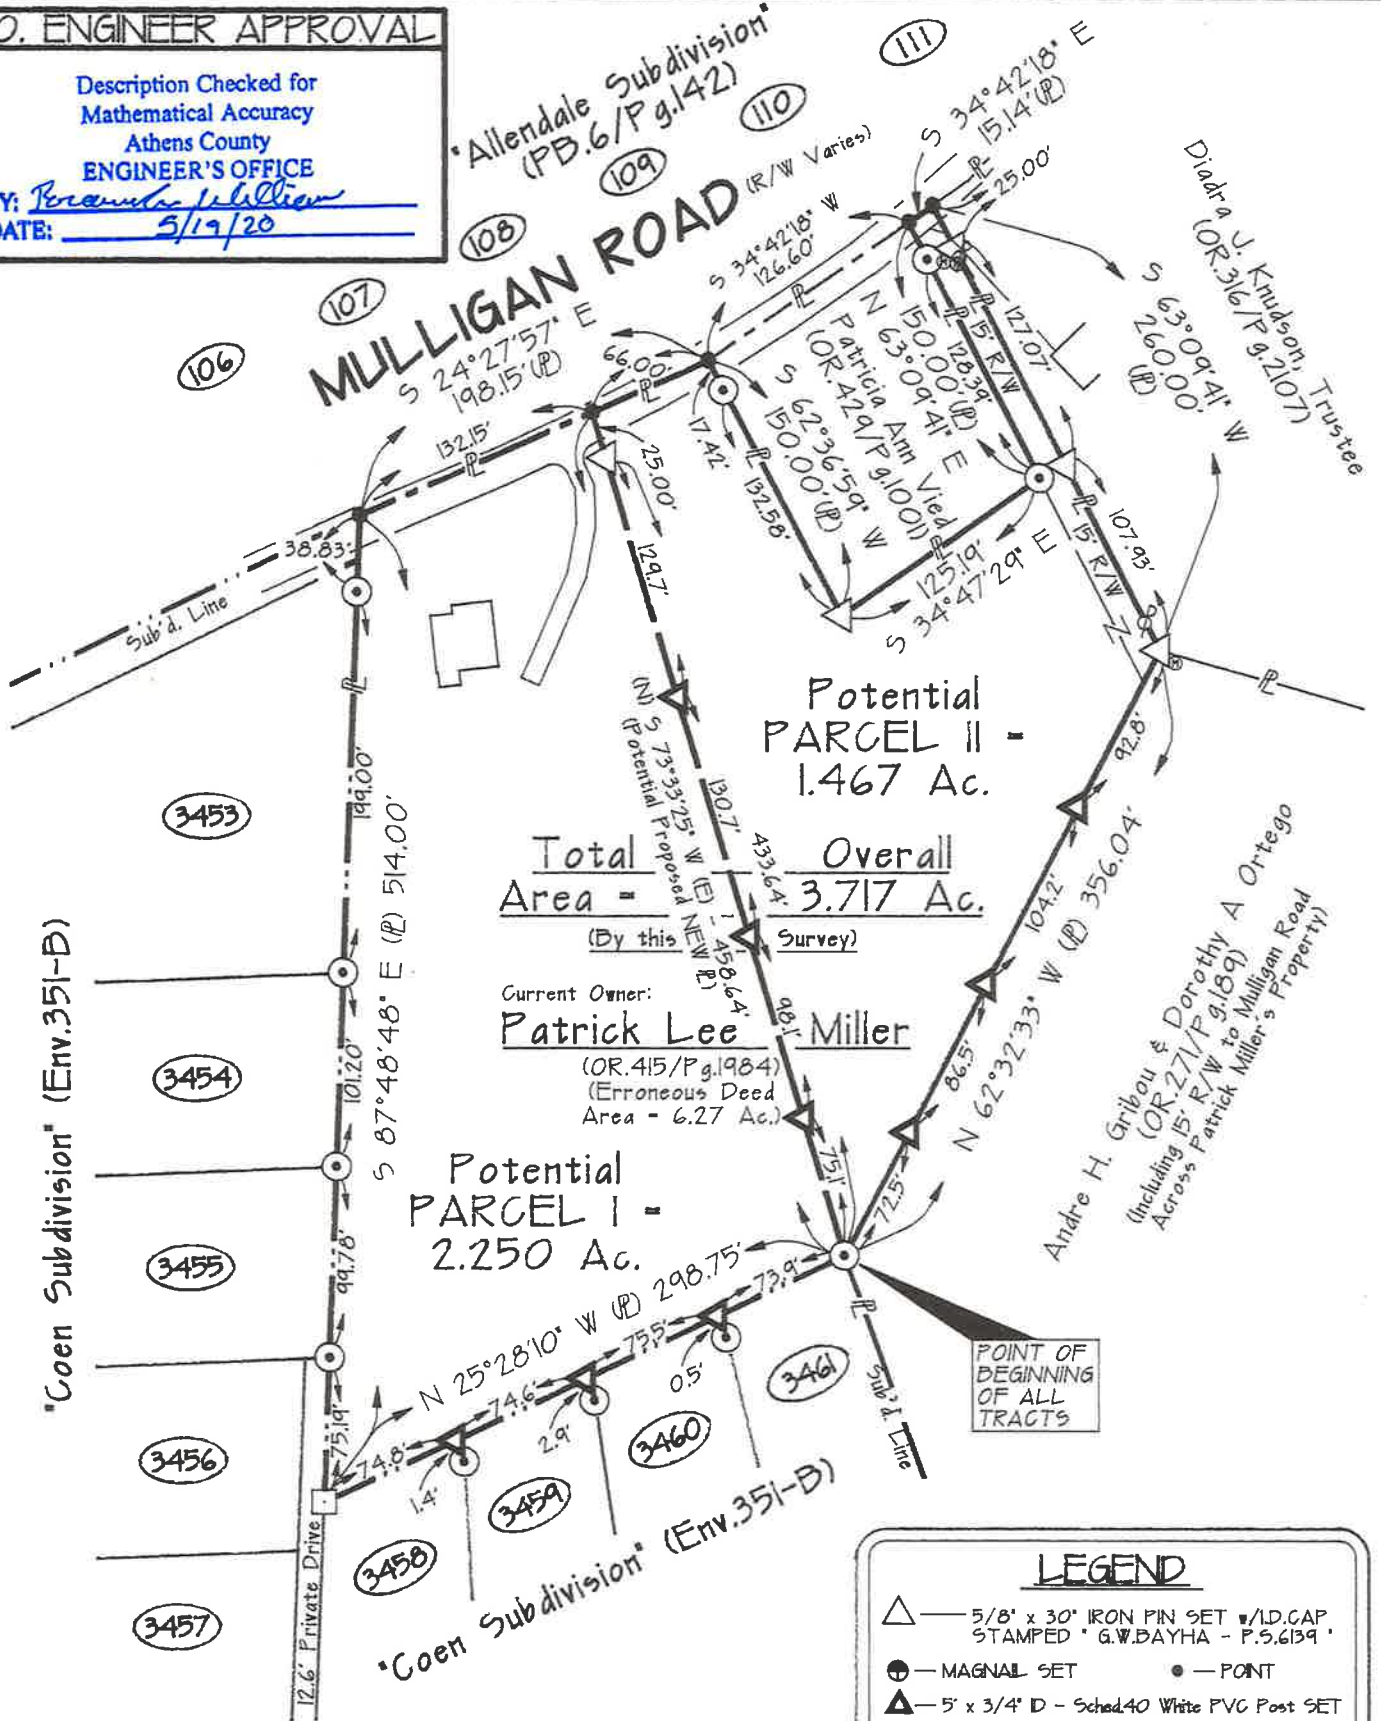 O. ENGINEER APPROVAL
Description Checked for
Mathematical Accuracy
Athens County
ENGINEER'S OFFICE
Y:
DATE: 5/19/20
"Allendale Subdivision"
(PB.6/Pg.142)
111
110
109
108
107
106
MULLIGAN ROAD (R/W Varies)
S 34°42'18" E
15.14'(PL)
25.00'
S 34°42'18" W
126.60'
S 24°27'57" E
198.15'(PL)
66.00'
132.15'
38.83'
Sub'd. Line
17.42'
25.00'
132.58'
S 62°36'59" W
150.00'(PL)
Patricia Ann Vied
(OR.429/Pg.1001)
N 63°09'41" E
150.00'(PL)
128.39'
15' R/W
127.07'
Diadra J. Knudson, Trustee
(OR.316/Pg.2107)
S 63°09'41" W
260.00'
(PL)
107.93'
15' R/W
125.19'
S 34°47'29" E
129.7'
(N) S 73°33'25" W (E) - 458.64'
(Potential Proposed NEW PL)
130.7'
433.64'
98.1'
75.1'
Potential
PARCEL II =
1.467 Ac.
Total Overall
Area = 3.717 Ac.
(By this Survey)
Current Owner:
Patrick Lee Miller
(OR.415/Pg.1984)
(Erroneous Deed
Area - 6.27 Ac.)
Potential
PARCEL I =
2.250 Ac.
199.00'
S 87°48'48" E (PL) 514.00'
101.20'
99.78'
75.19'
3453
3454
3455
3456
3457
"Coen Subdivision" (Env.351-B)
92.8'
104.2'
86.5'
72.5'
N 62°32'33" W (PL) 356.04'
Andre H. Gribou & Dorothy A Ortego
(OR.271/Pg.189)
(Including 15' R/W to Mulligan Road
Across Patrick Miller's Property)
N 25°28'10" W (PL) 298.75'
73.9'
75.5'
74.6'
74.8'
0.5'
2.9'
1.4'
3461
3460
3459
3458
Sub'd. Line
POINT OF
BEGINNING
OF ALL
TRACTS
12.6' Private Drive
"Coen Subdivision" (Env.351-B)
LEGEND
5/8" x 30" IRON PIN SET w/I.D.CAP
STAMPED " G.W.BAYHA - P.S.6139 "
MAGNAIL SET
POINT
5' x 3/4" ID - Sched.40 White PVC Post SET